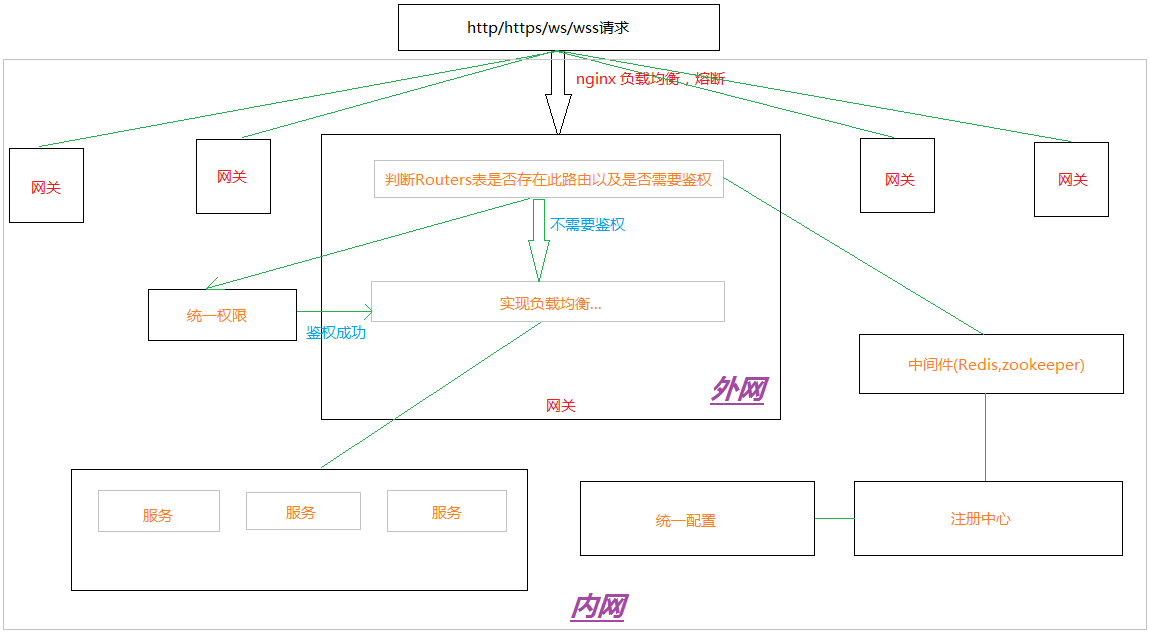 http/https/ws/wss请求
nginx 负载均衡，熔断
网关
网关
网关
网关
判断Routers表是否存在此路由以及是否需要鉴权
不需要鉴权
统一权限
实现负载均衡...
鉴权成功
中间件(Redis,zookeeper)
外网
网关
服务
服务
服务
统一配置
注册中心
内网